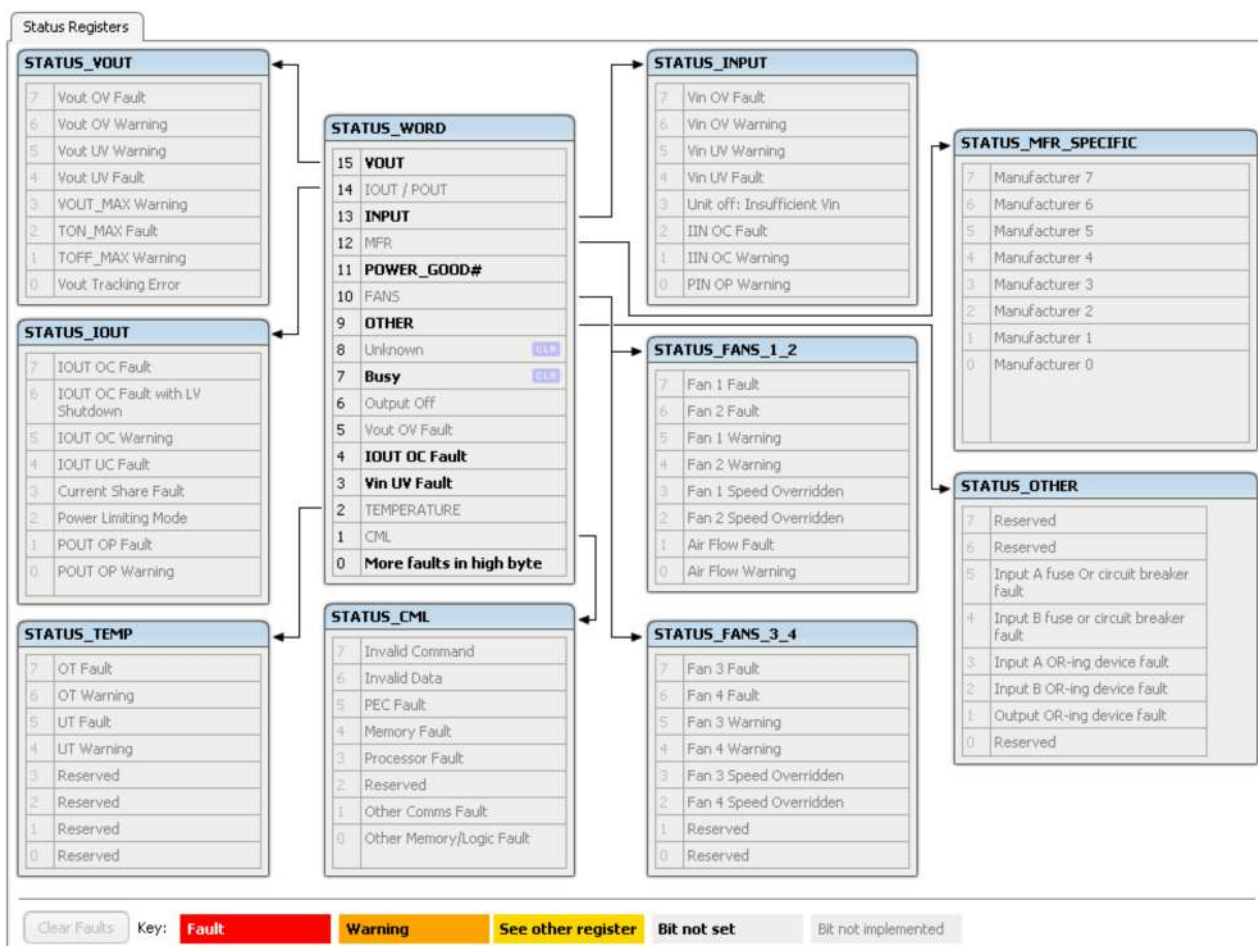 Status Registers
STATUS_VOUT
7 Vout OV Fault
6 Vout OV Warning
5 Vout UV Warning
4 Vout UV Fault
3 VOUT_MAX Warning
2 TON_MAX Fault
1 TOFF_MAX Warning
0 Vout Tracking Error
STATUS_IOUT
7 IOUT OC Fault
6 IOUT OC Fault with LV
Shutdown
5 IOUT OC Warning
4 IOUT UC Fault
3 Current Share Fault
2 Power Limiting Mode
1 POUT OP Fault
0 POUT OP Warning
STATUS_TEMP
7 OT Fault
6 OT Warning
5 UT Fault
4 UT Warning
3 Reserved
2 Reserved
1 Reserved
0 Reserved
STATUS_WORD
15 VOUT
14 IOUT / POUT
13 INPUT
12 MFR
11 POWER_GOOD#
10 FANS
9 OTHER
8 Unknown CLR
7 Busy CLR
6 Output Off
5 Vout OV Fault
4 IOUT OC Fault
3 Vin UV Fault
2 TEMPERATURE
1 CML
0 More faults in high byte
STATUS_CML
7 Invalid Command
6 Invalid Data
5 PEC Fault
4 Memory Fault
3 Processor Fault
2 Reserved
1 Other Comms Fault
0 Other Memory/Logic Fault
STATUS_INPUT
7 Vin OV Fault
6 Vin OV Warning
5 Vin UV Warning
4 Vin UV Fault
3 Unit off: Insufficient Vin
2 IIN OC Fault
1 IIN OC Warning
0 PIN OP Warning
STATUS_FANS_1_2
7 Fan 1 Fault
6 Fan 2 Fault
5 Fan 1 Warning
4 Fan 2 Warning
3 Fan 1 Speed Overridden
2 Fan 2 Speed Overridden
1 Air Flow Fault
0 Air Flow Warning
STATUS_FANS_3_4
7 Fan 3 Fault
6 Fan 4 Fault
5 Fan 3 Warning
4 Fan 4 Warning
3 Fan 3 Speed Overridden
2 Fan 4 Speed Overridden
1 Reserved
0 Reserved
STATUS_MFR_SPECIFIC
7 Manufacturer 7
6 Manufacturer 6
5 Manufacturer 5
4 Manufacturer 4
3 Manufacturer 3
2 Manufacturer 2
1 Manufacturer 1
0 Manufacturer 0
STATUS_OTHER
7 Reserved
6 Reserved
5 Input A fuse Or circuit breaker
fault
4 Input B fuse or circuit breaker
fault
3 Input A OR-ing device fault
2 Input B OR-ing device fault
1 Output OR-ing device fault
0 Reserved
Clear Faults Key: Fault Warning See other register Bit not set Bit not implemented